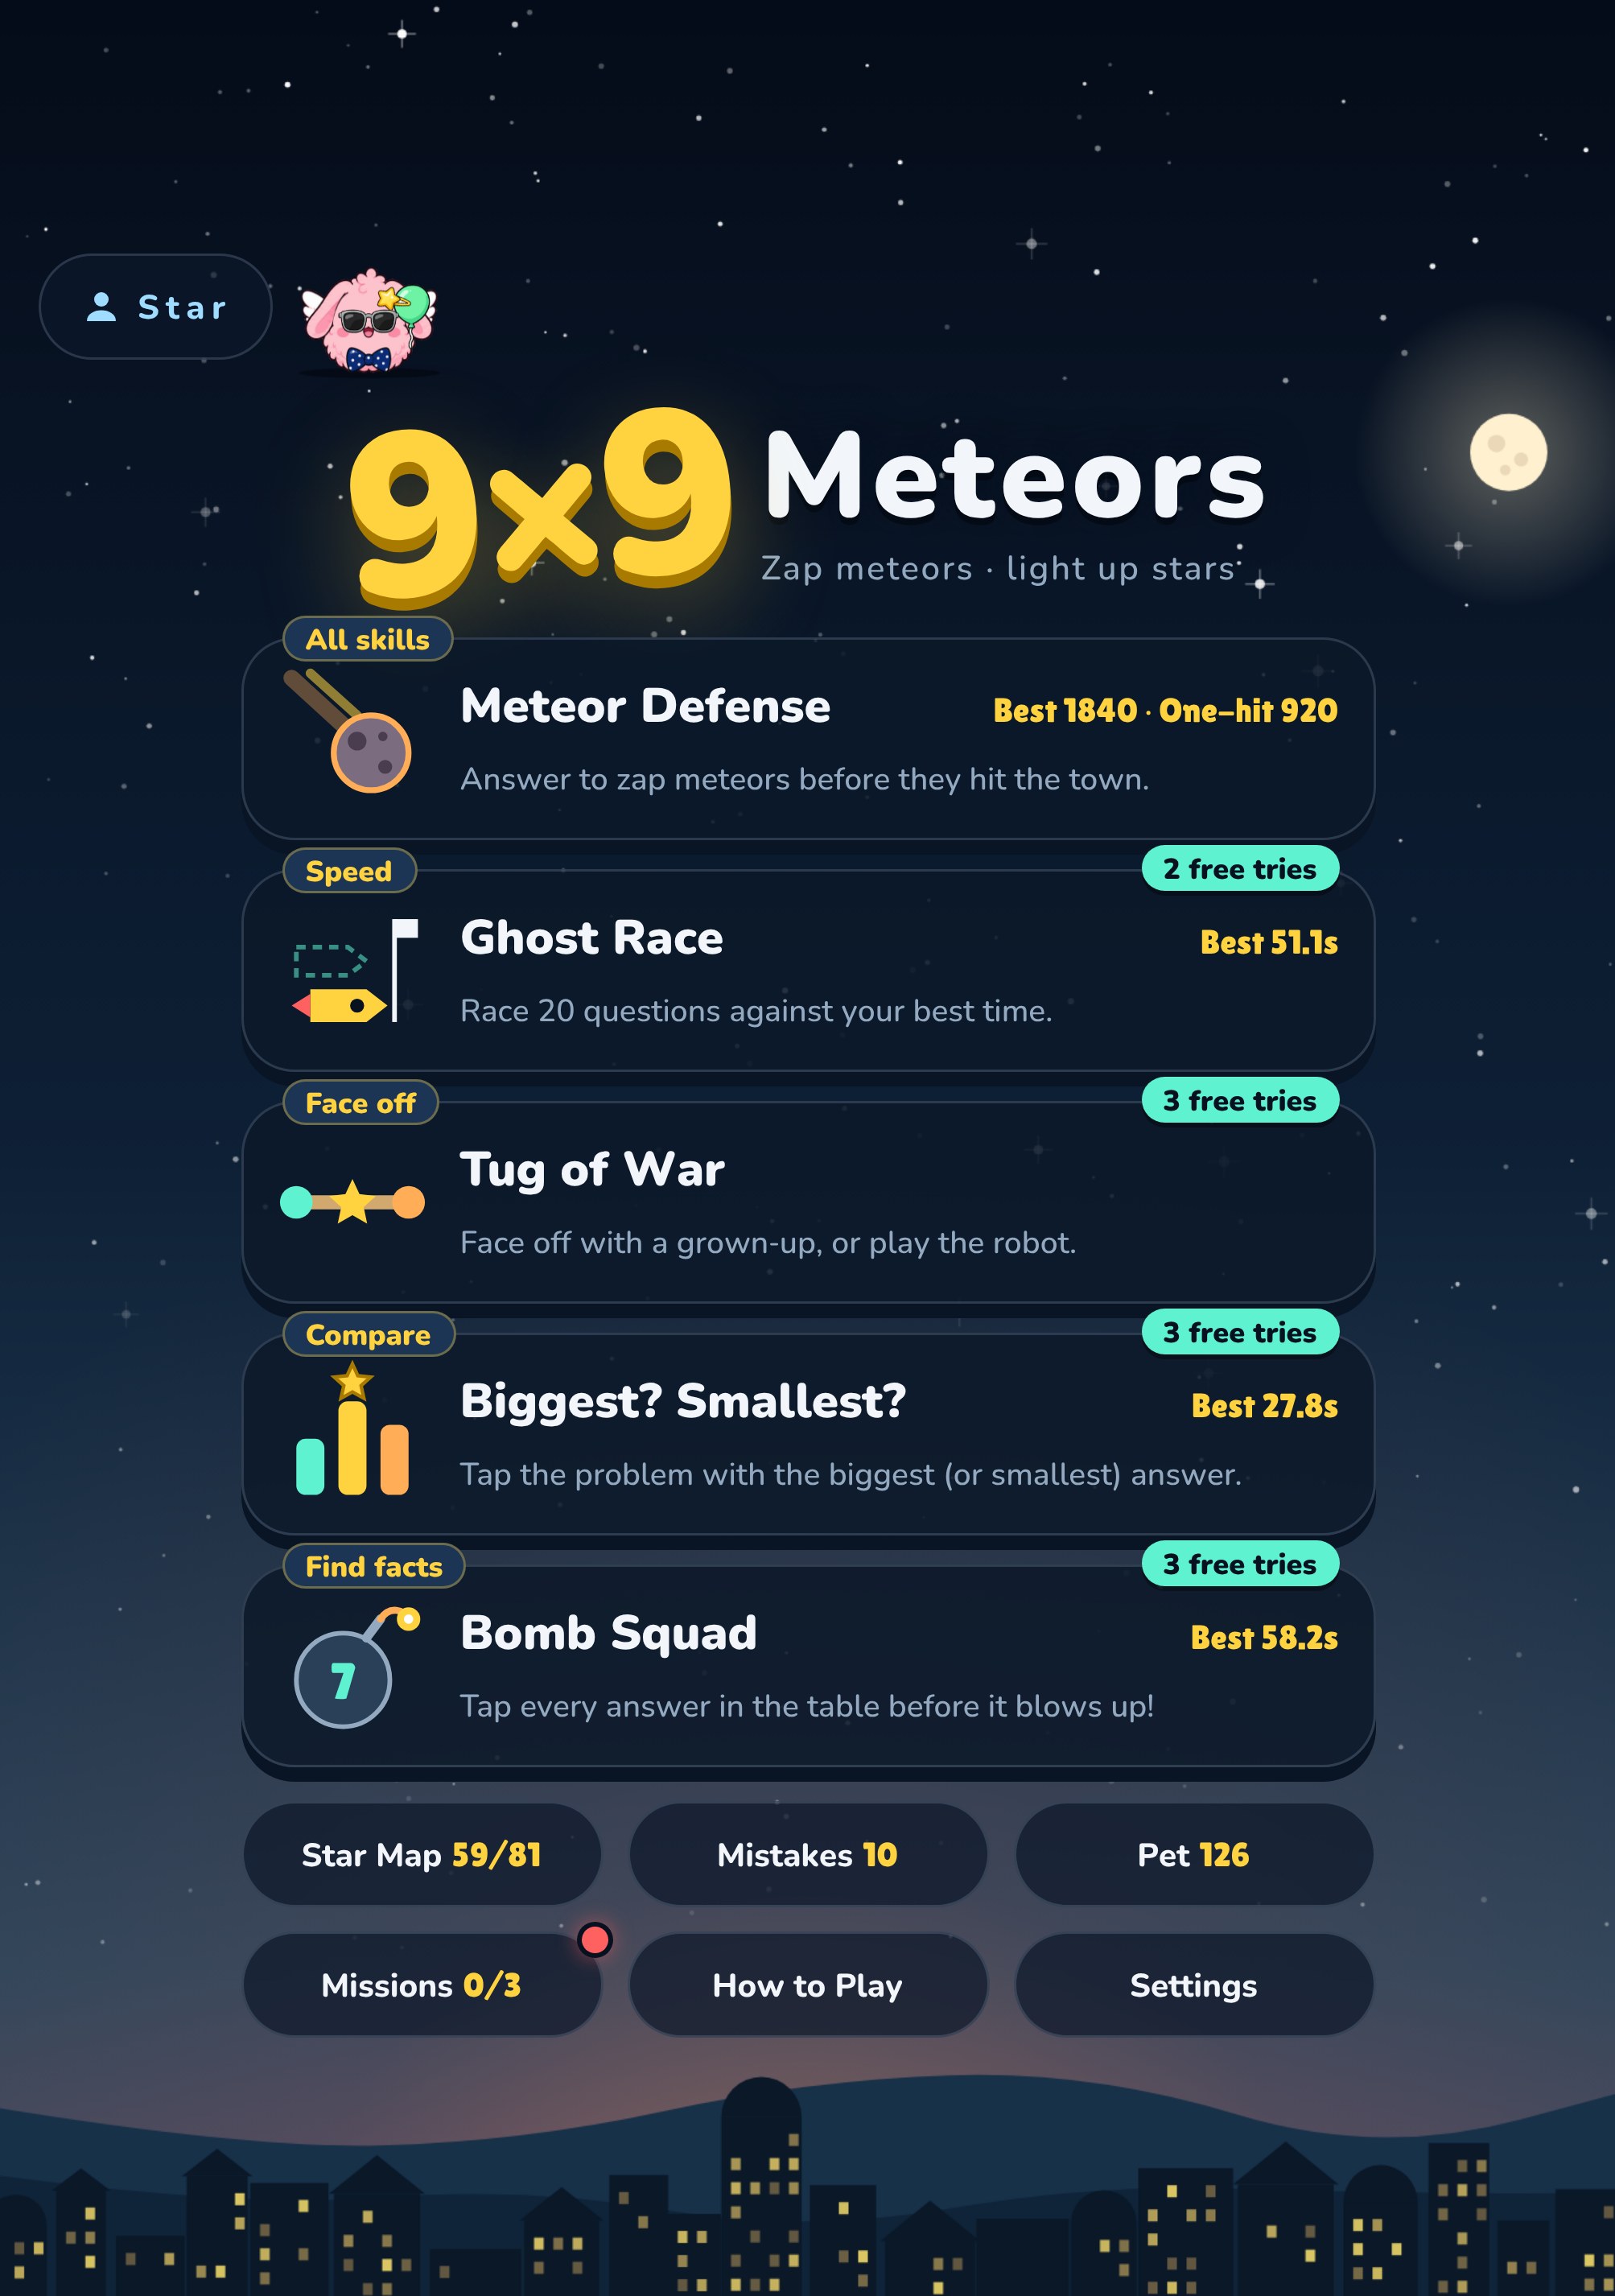 Star
9×9 Meteors
Zap meteors · light up stars
All skills
Meteor Defense
Best 1840 · One-hit 920
Answer to zap meteors before they hit the town.
Speed
2 free tries
Ghost Race
Best 51.1s
Race 20 questions against your best time.
Face off
3 free tries
Tug of War
Face off with a grown-up, or play the robot.
Compare
3 free tries
Biggest? Smallest?
Best 27.8s
Tap the problem with the biggest (or smallest) answer.
Find facts
3 free tries
7
Bomb Squad
Best 58.2s
Tap every answer in the table before it blows up!
Star Map 59/81
Mistakes 10
Pet 126
Missions 0/3
How to Play
Settings